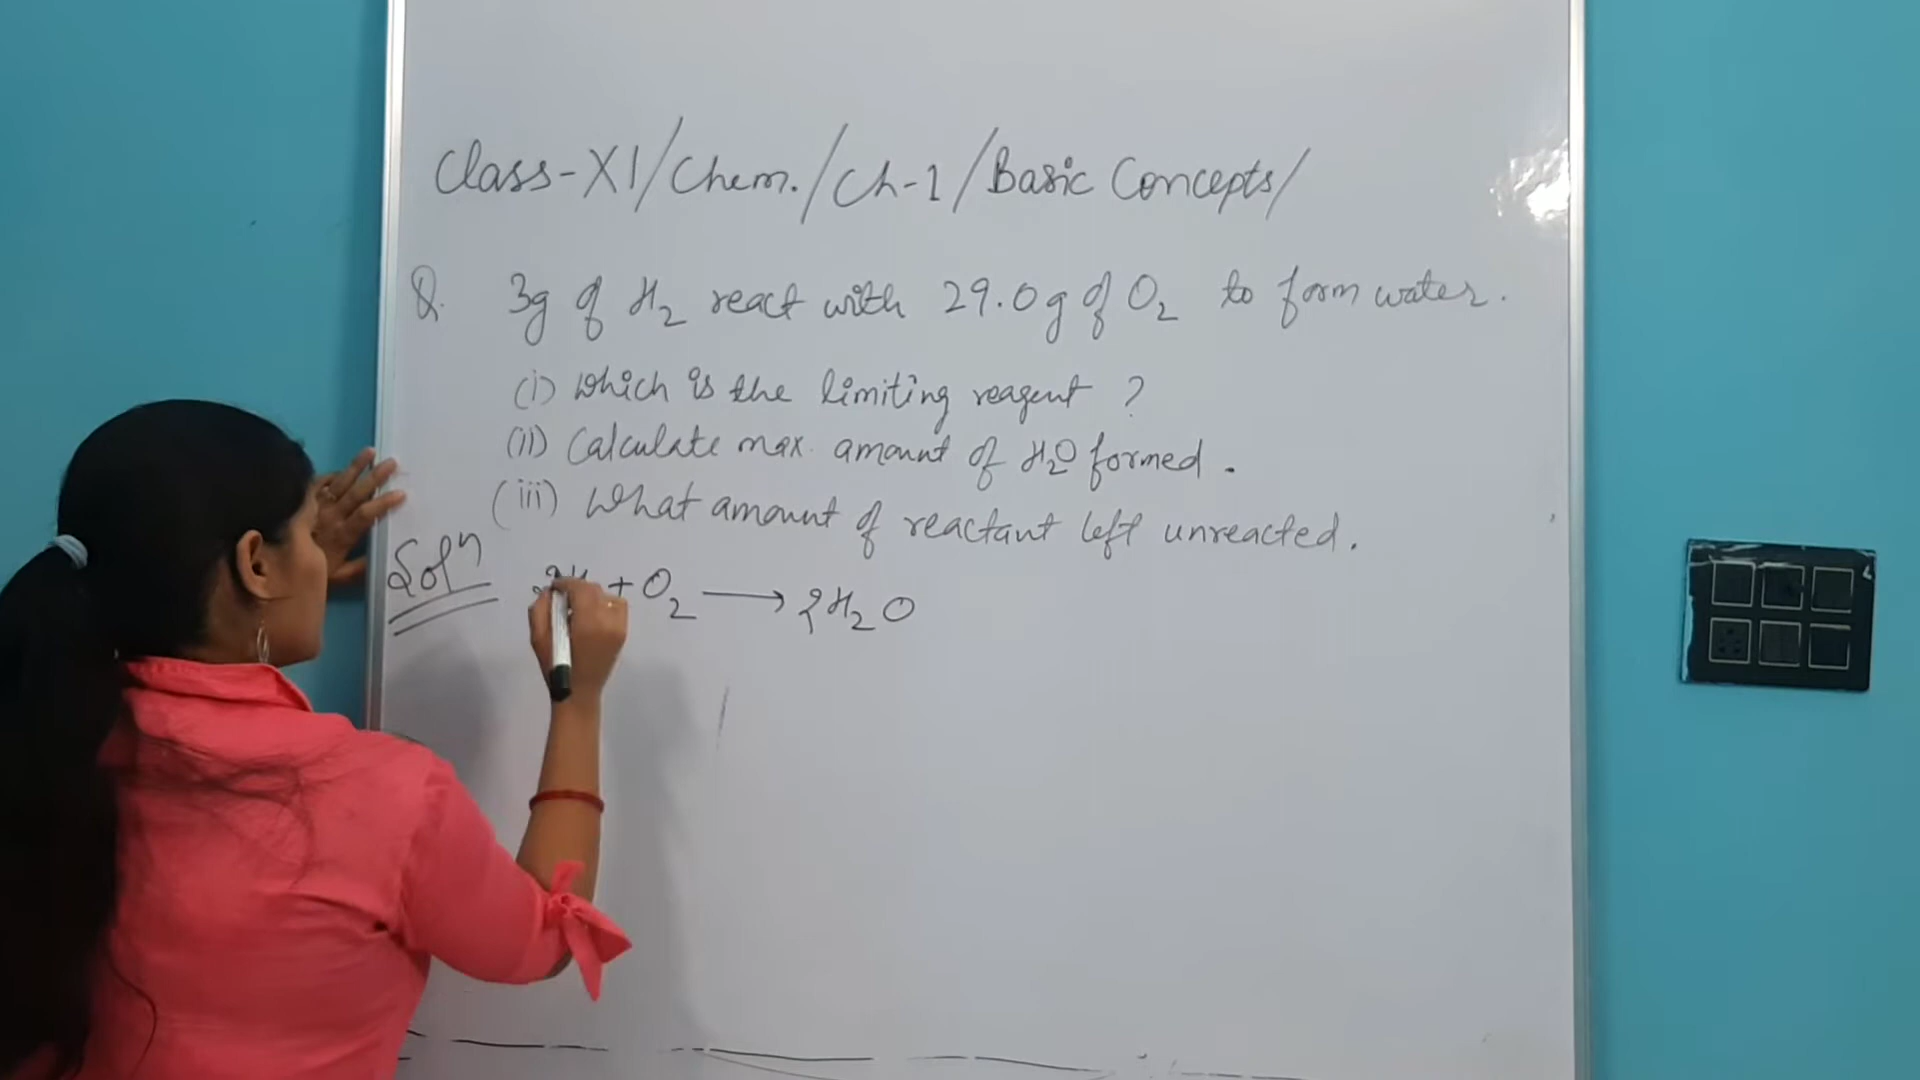 Class-XI/Chem./Ch-1/Basic Concepts/
Q. 3g of H₂ react with 29.0g of O₂ to form water.
(i) Which is the limiting reagent ?
(ii) Calculate max. amount of H₂O formed.
(iii) What amount of reactant left unreacted.
Solⁿ 2H + O₂ ⟶ 2H₂O